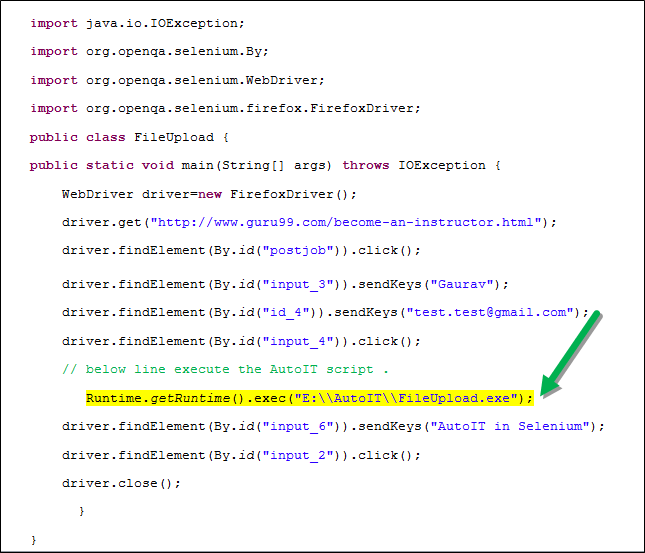 import java.io.IOException;
import org.openqa.selenium.By;
import org.openqa.selenium.WebDriver;
import org.openqa.selenium.firefox.FirefoxDriver;
public class FileUpload {
public static void main(String[] args) throws IOException {
WebDriver driver=new FirefoxDriver();
driver.get("http://www.guru99.com/become-an-instructor.html");
driver.findElement(By.id("postjob")).click();
driver.findElement(By.id("input_3")).sendKeys("Gaurav");
driver.findElement(By.id("id_4")).sendKeys("test.test@gmail.com");
driver.findElement(By.id("input_4")).click();
// below line execute the AutoIT script .
Runtime.getRuntime().exec("E:\\AutoIT\\FileUpload.exe");
driver.findElement(By.id("input_6")).sendKeys("AutoIT in Selenium");
driver.findElement(By.id("input_2")).click();
driver.close();
}
}